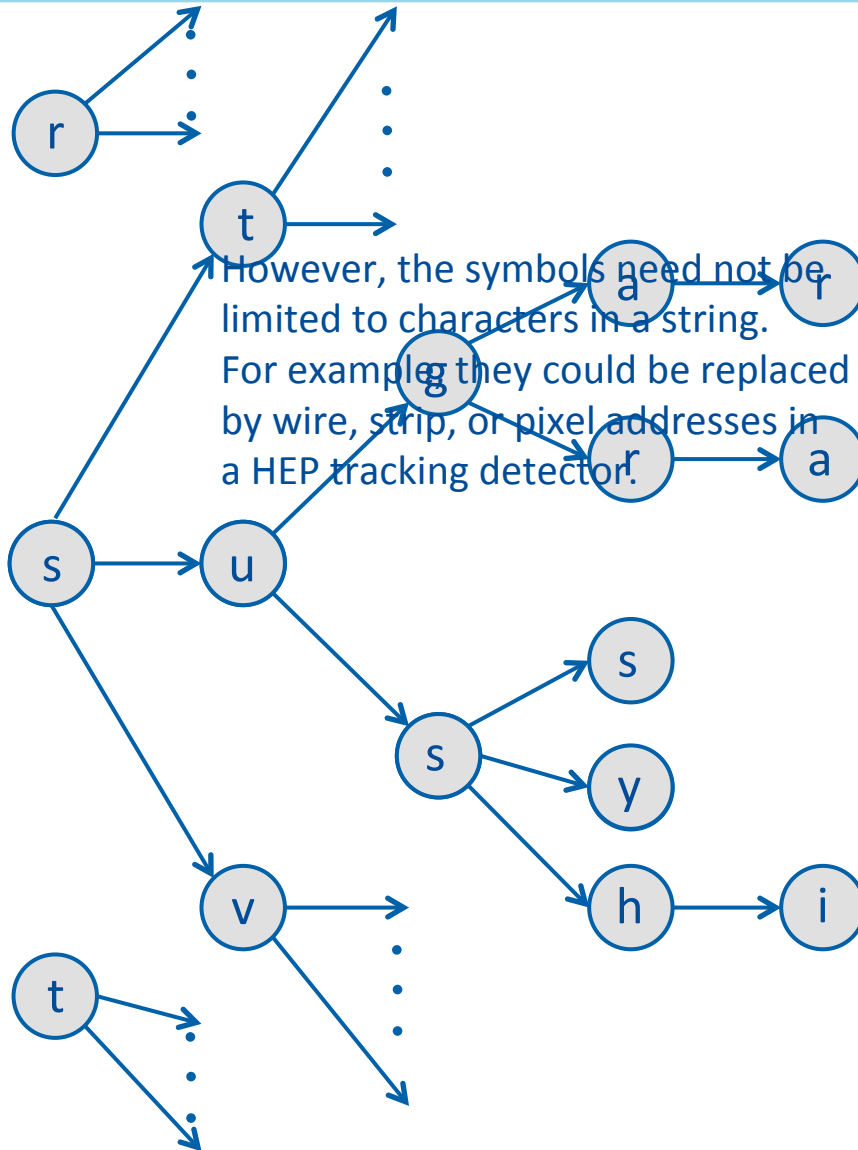 r
t
However, the symbols need not be
limited to characters in a string.
For example, they could be replaced
by wire, strip, or pixel addresses in
a HEP tracking detector.
a r
g
r a
s u
s
s
y
v h i
t